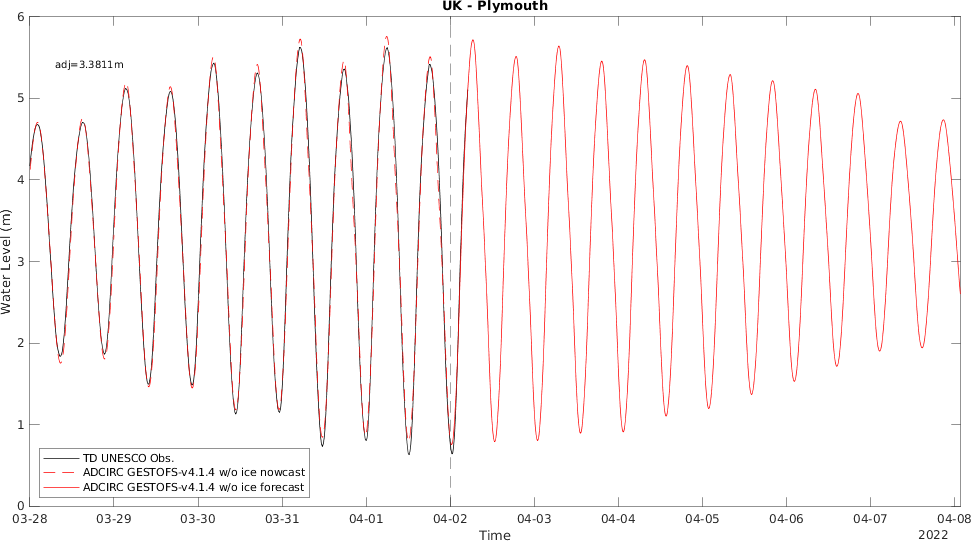 UK - Plymouth
adj=3.3811m
Water Level (m)
6
5
4
3
2
1
0
TD UNESCO Obs.
ADCIRC GESTOFS-v4.1.4 w/o ice nowcast
ADCIRC GESTOFS-v4.1.4 w/o ice forecast
03-28 03-29 03-30 03-31 04-01 04-02 04-03 04-04 04-05 04-06 04-07 04-08
Time
2022